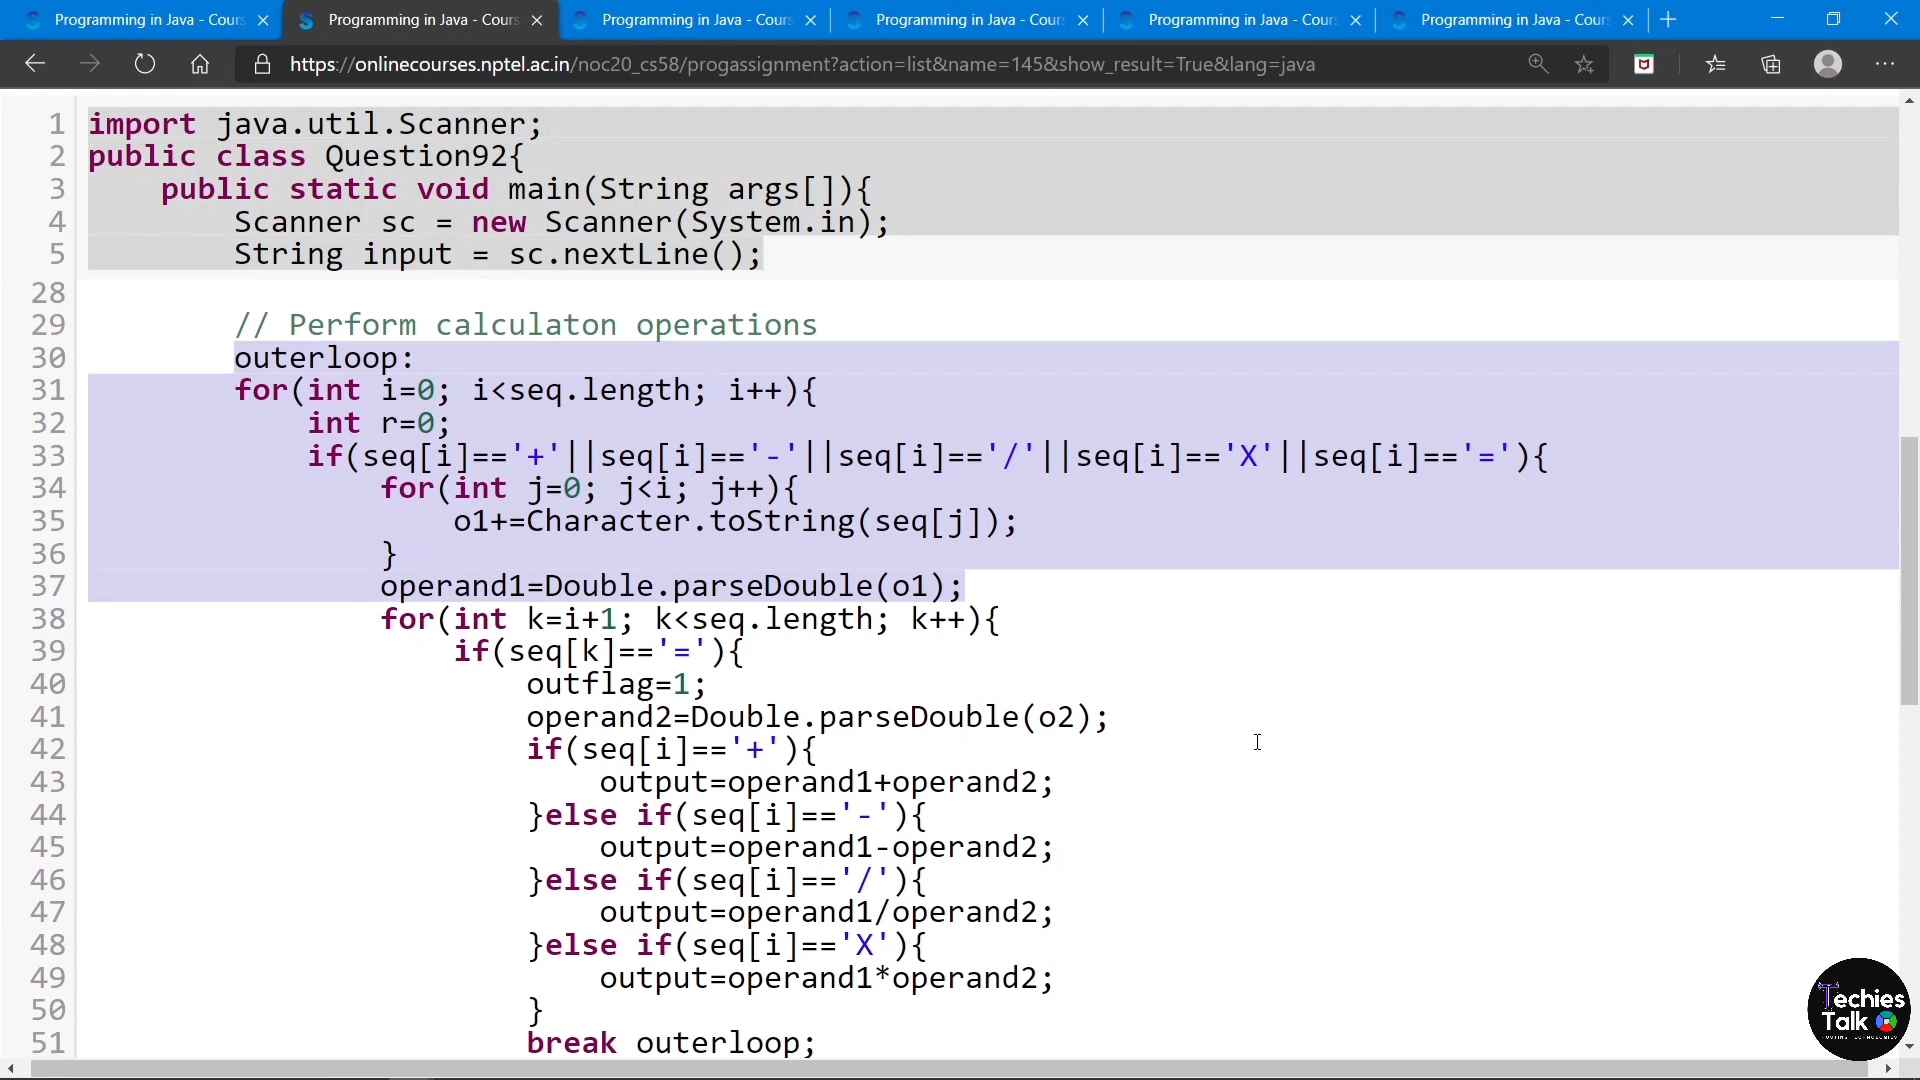 Programming in Java - Cours
Programming in Java - Cours
Programming in Java - Cours
Programming in Java - Cours
Programming in Java - Cours
Programming in Java - Cours
https://onlinecourses.nptel.ac.in/noc20_cs58/progassignment?action=list&name=145&show_result=True&lang=java
1 import java.util.Scanner;
2 public class Question92{
3     public static void main(String args[]){
4         Scanner sc = new Scanner(System.in);
5         String input = sc.nextLine();
28
29         // Perform calculaton operations
30         outerloop:
31         for(int i=0; i<seq.length; i++){
32             int r=0;
33             if(seq[i]=='+'||seq[i]=='-'||seq[i]=='/'||seq[i]=='X'||seq[i]=='='){
34                 for(int j=0; j<i; j++){
35                     o1+=Character.toString(seq[j]);
36                 }
37                 operand1=Double.parseDouble(o1);
38                 for(int k=i+1; k<seq.length; k++){
39                     if(seq[k]=='='){
40                         outflag=1;
41                         operand2=Double.parseDouble(o2);
42                         if(seq[i]=='+'){
43                             output=operand1+operand2;
44                         }else if(seq[i]=='-'){
45                             output=operand1-operand2;
46                         }else if(seq[i]=='/'){
47                             output=operand1/operand2;
48                         }else if(seq[i]=='X'){
49                             output=operand1*operand2;
50                         }
51                         break outerloop;
Techies
Talk